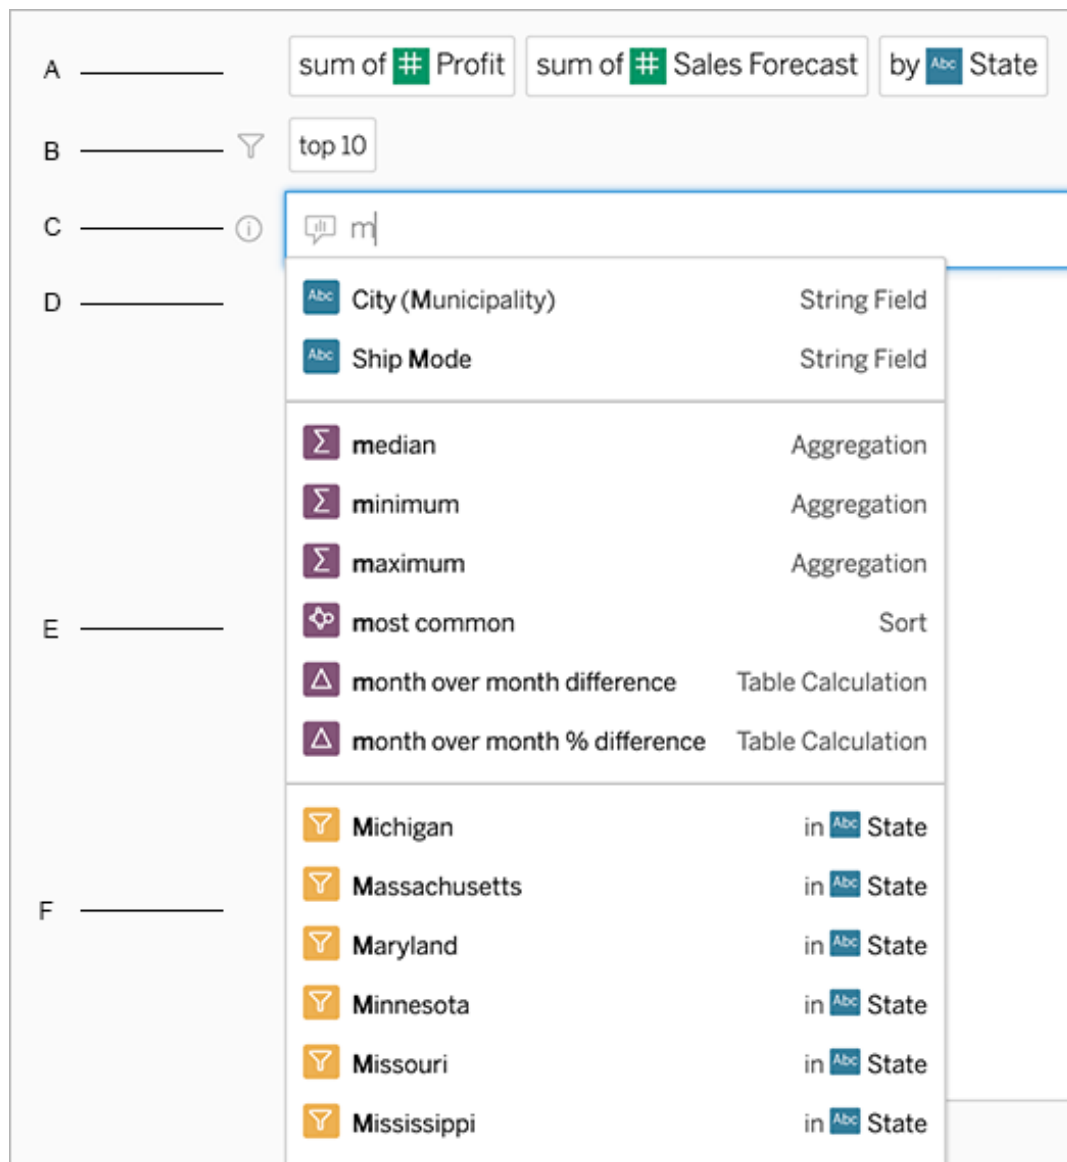 A sum of # Profit sum of # Sales Forecast by Abc State
B top 10
C m
D Abc City (Municipality) String Field
Abc Ship Mode String Field
Σ median Aggregation
Σ minimum Aggregation
Σ maximum Aggregation
E most common Sort
month over month difference Table Calculation
month over month % difference Table Calculation
Michigan in Abc State
F Massachusetts in Abc State
Maryland in Abc State
Minnesota in Abc State
Missouri in Abc State
Mississippi in Abc State